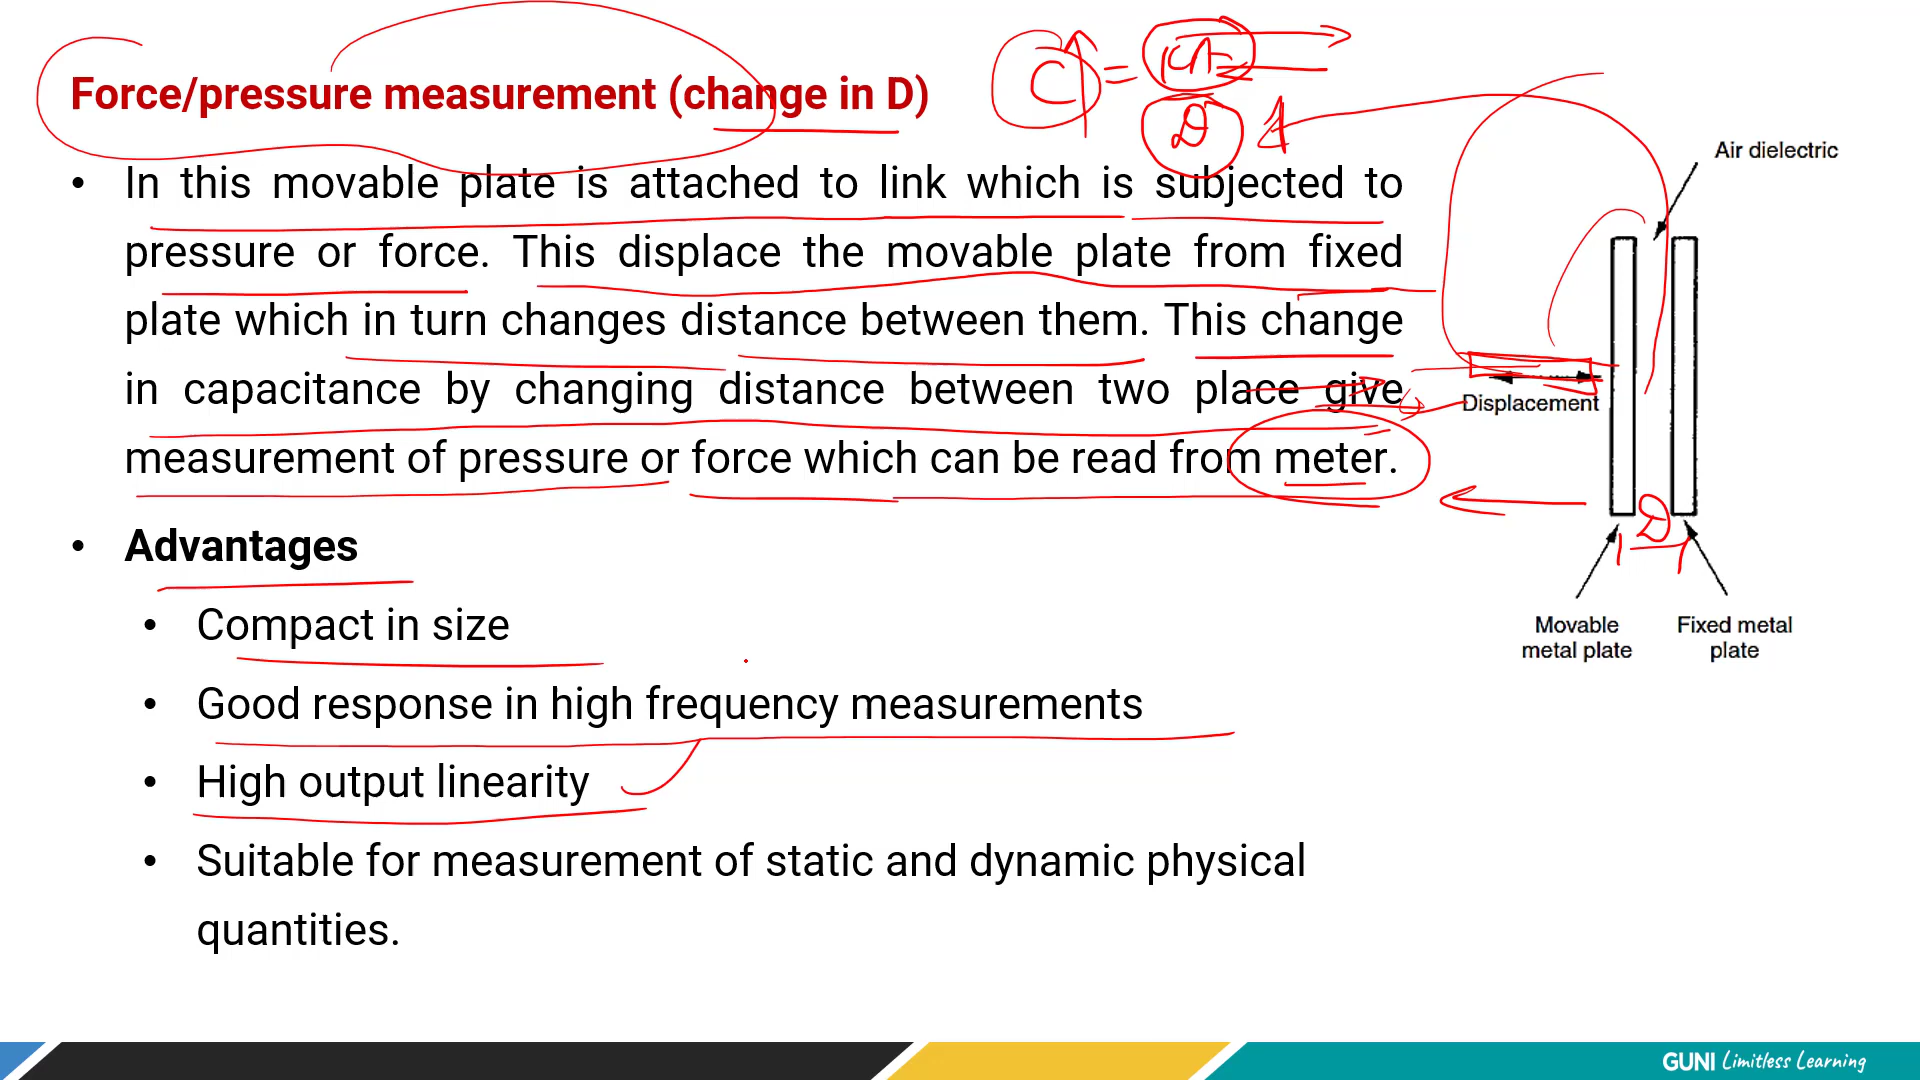 Force/pressure measurement (change in D)
C = KA
D
Air dielectric
• In this movable plate is attached to link which is subjected to
pressure or force. This displace the movable plate from fixed
plate which in turn changes distance between them. This change
in capacitance by changing distance between two place give
measurement of pressure or force which can be read from meter.
Displacement
D
Movable
metal plate
Fixed metal
plate
• Advantages
• Compact in size
• Good response in high frequency measurements
• High output linearity
• Suitable for measurement of static and dynamic physical
quantities.
GUNI Limitless Learning